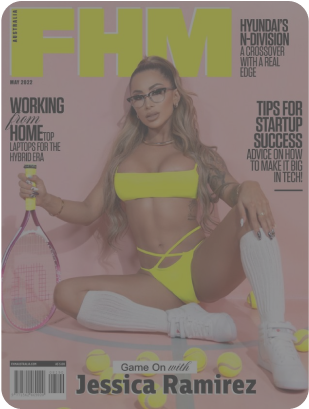 AUSTRALIA
FHM
MAY 2022
HYUNDAI'S
N-DIVISION
A CROSSOVER
WITH A REAL
EDGE
WORKING
from
HOME TOP
LAPTOPS FOR THE
HYBRID ERA
TIPS FOR
STARTUP
SUCCESS
ADVICE ON HOW
TO MAKE IT BIG
IN TECH!
Game On with
Jessica Ramirez